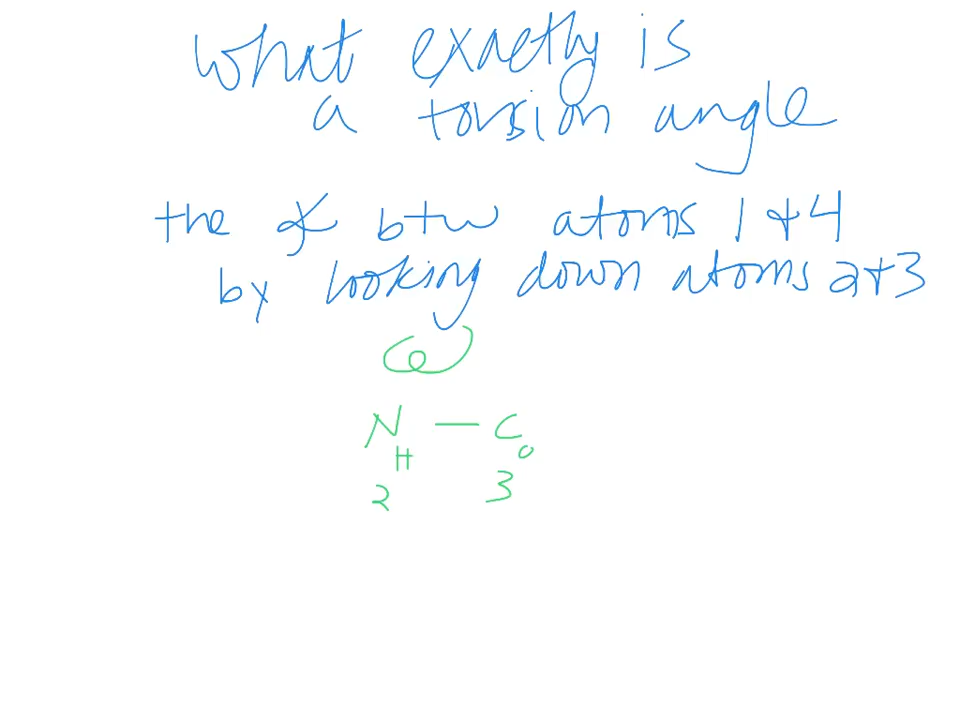 what exactly is
a torsion angle
the ∡ btw atoms 1 & 4
by looking down atoms 2 & 3
N H — C o
2 3